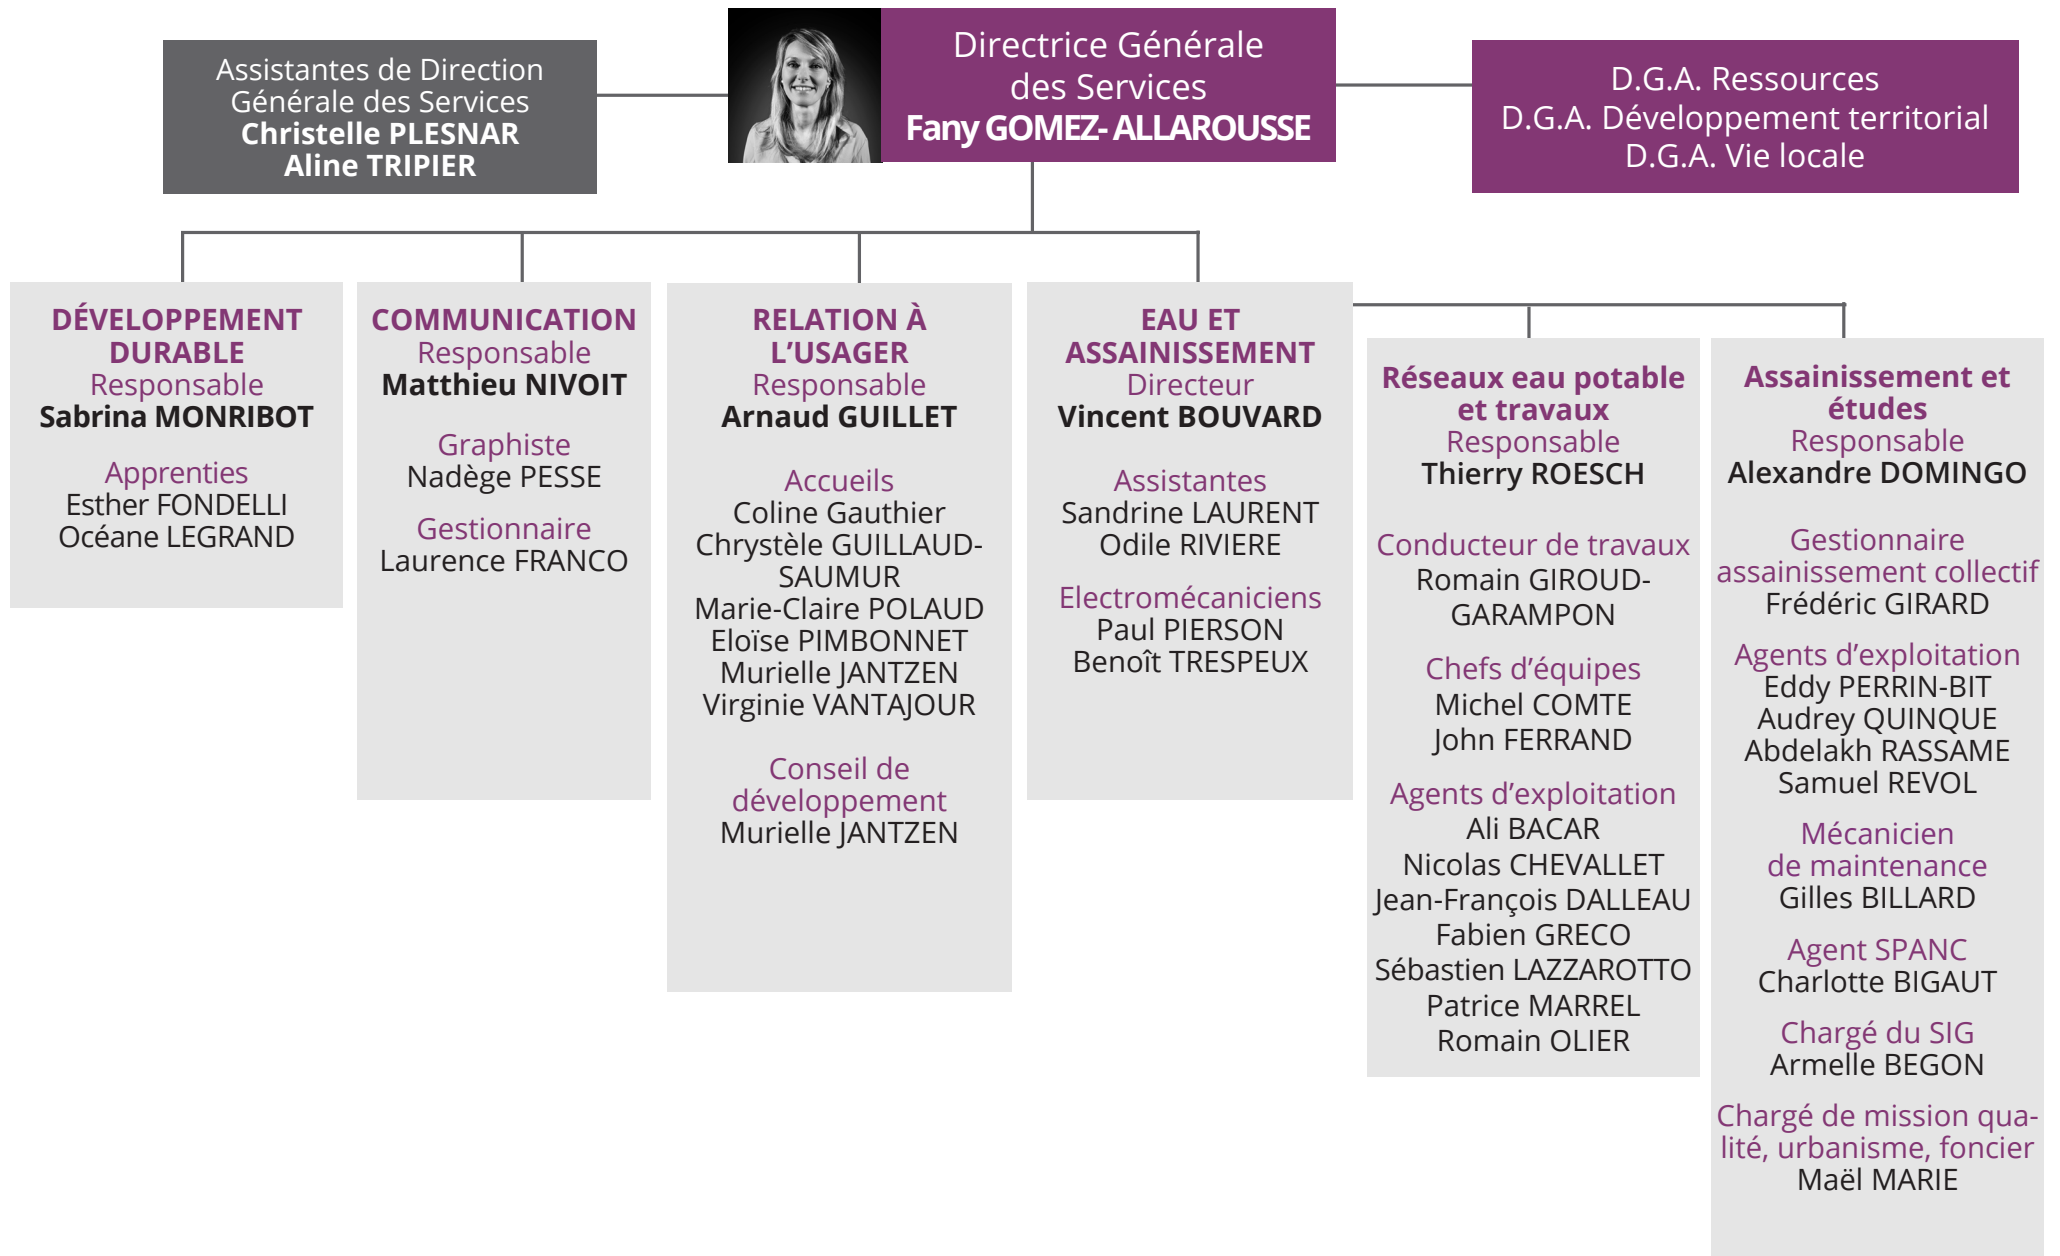 Assistantes de Direction
Générale des Services
Christelle PLESNAR
Aline TRIPIER
Directrice Générale
des Services
Fany GOMEZ- ALLAROUSSE
D.G.A. Ressources
D.G.A. Développement territorial
D.G.A. Vie locale
DÉVELOPPEMENT
DURABLE
Responsable
Sabrina MONRIBOT
Apprenties
Esther FONDELLI
Océane LEGRAND
COMMUNICATION
Responsable
Matthieu NIVOIT
Graphiste
Nadège PESSE
Gestionnaire
Laurence FRANCO
RELATION À
L’USAGER
Responsable
Arnaud GUILLET
Accueils
Coline Gauthier
Chrystèle GUILLAUD-
SAUMUR
Marie-Claire POLAUD
Eloïse PIMBONNET
Murielle JANTZEN
Virginie VANTAJOUR
Conseil de
développement
Murielle JANTZEN
EAU ET
ASSAINISSEMENT
Directeur
Vincent BOUVARD
Assistantes
Sandrine LAURENT
Odile RIVIERE
Electromécaniciens
Paul PIERSON
Benoît TRESPEUX
Réseaux eau potable
et travaux
Responsable
Thierry ROESCH
Conducteur de travaux
Romain GIROUD-
GARAMPON
Chefs d’équipes
Michel COMTE
John FERRAND
Agents d’exploitation
Ali BACAR
Nicolas CHEVALLET
Jean-François DALLEAU
Fabien GRECO
Sébastien LAZZAROTTO
Patrice MARREL
Romain OLIER
Assainissement et
études
Responsable
Alexandre DOMINGO
Gestionnaire
assainissement collectif
Frédéric GIRARD
Agents d’exploitation
Eddy PERRIN-BIT
Audrey QUINQUE
Abdelakh RASSAME
Samuel REVOL
Mécanicien
de maintenance
Gilles BILLARD
Agent SPANC
Charlotte BIGAUT
Chargé du SIG
Armelle BEGON
Chargé de mission qua-
lité, urbanisme, foncier
Maël MARIE